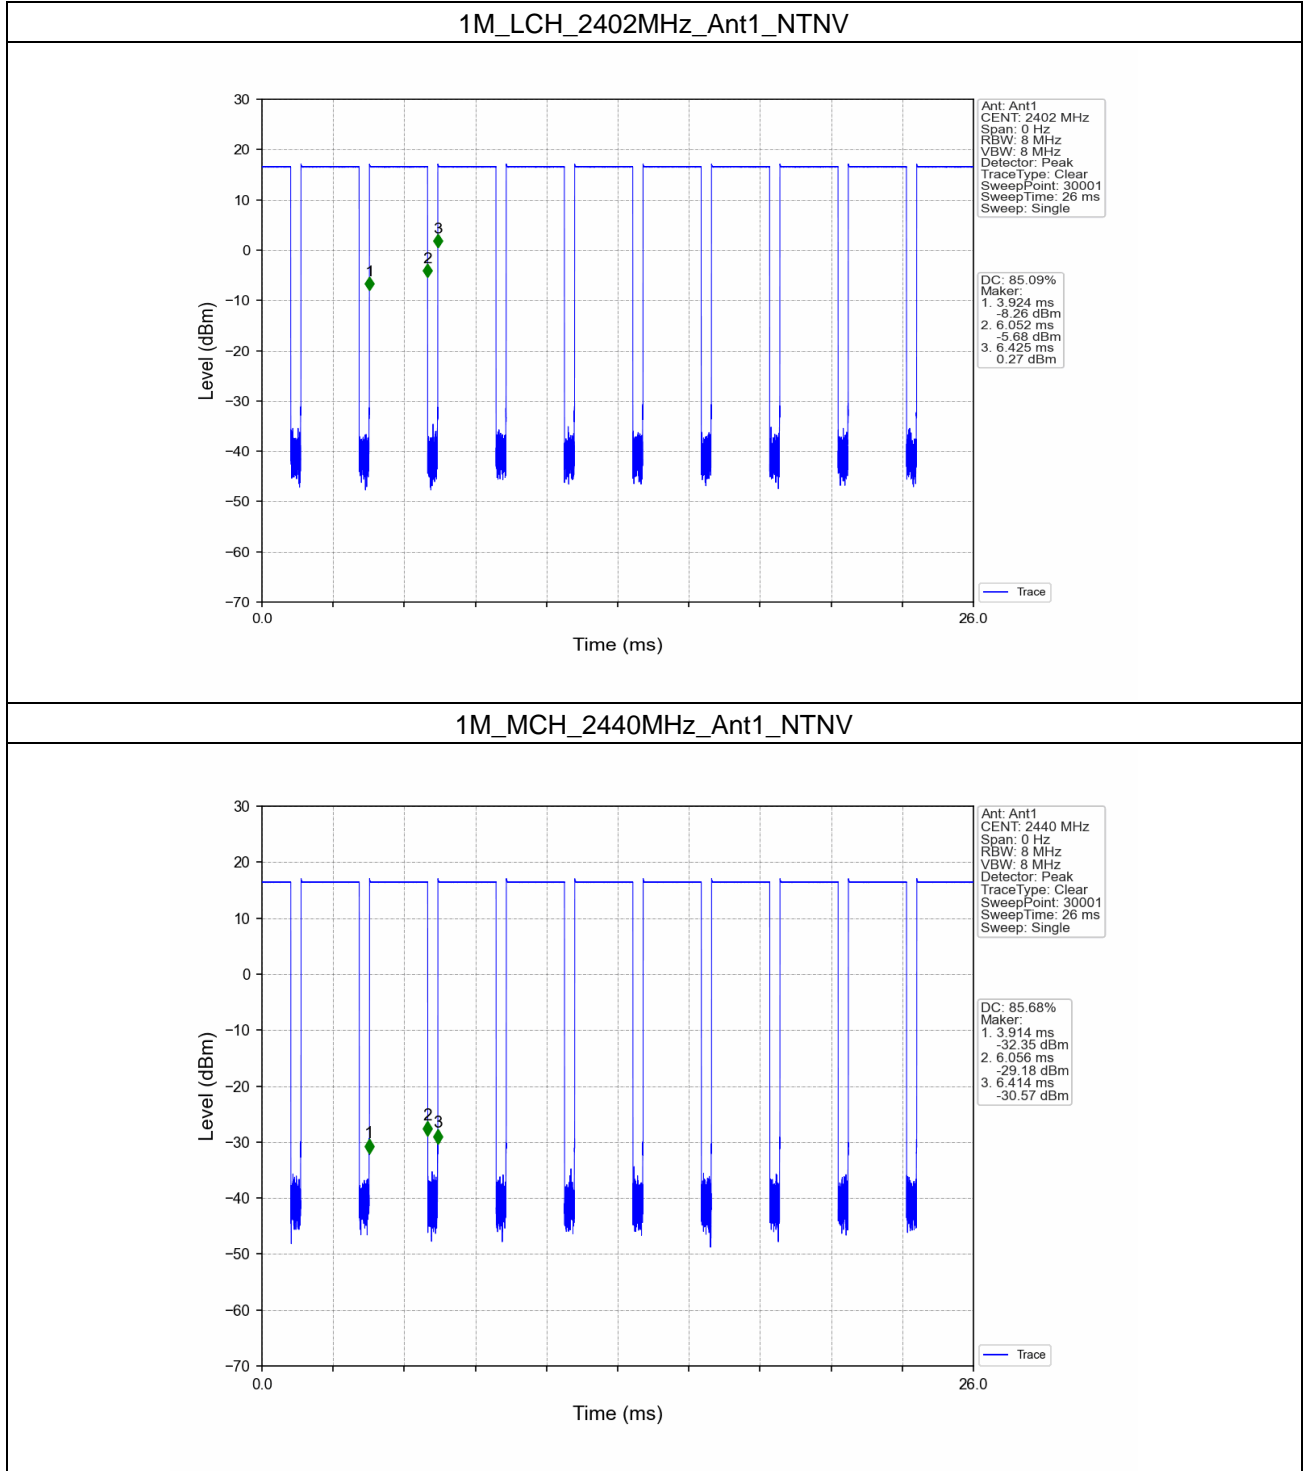 1M_LCH_2402MHz_Ant1_NTNV
30
20
10
0
−10
−20
−30
−40
−50
−60
−70
Level (dBm)
1
2
3
0.0
26.0
Time (ms)
Ant: Ant1
CENT: 2402 MHz
Span: 0 Hz
RBW: 8 MHz
VBW: 8 MHz
Detector: Peak
TraceType: Clear
SweepPoint: 30001
SweepTime: 26 ms
Sweep: Single
DC: 85.09%
Maker:
1. 3.924 ms
-8.26 dBm
2. 6.052 ms
-5.68 dBm
3. 6.425 ms
0.27 dBm
Trace
1M_MCH_2440MHz_Ant1_NTNV
30
20
10
0
−10
−20
−30
−40
−50
−60
−70
Level (dBm)
1
2
3
0.0
26.0
Time (ms)
Ant: Ant1
CENT: 2440 MHz
Span: 0 Hz
RBW: 8 MHz
VBW: 8 MHz
Detector: Peak
TraceType: Clear
SweepPoint: 30001
SweepTime: 26 ms
Sweep: Single
DC: 85.68%
Maker:
1. 3.914 ms
-32.35 dBm
2. 6.056 ms
-29.18 dBm
3. 6.414 ms
-30.57 dBm
Trace